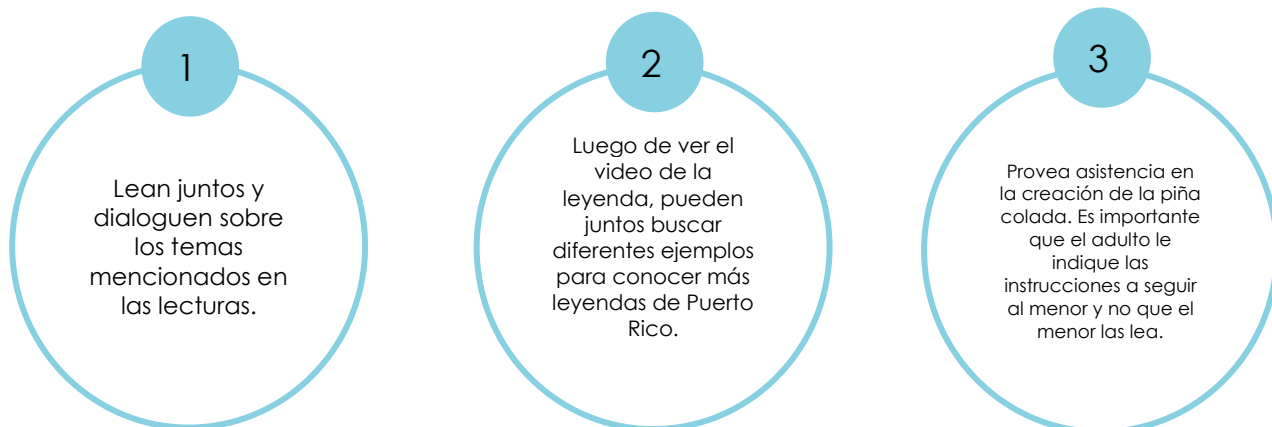 1
Lean juntos y
dialoguen sobre
los temas
mencionados en
las lecturas.
2
Luego de ver el
video de la
leyenda, pueden
juntos buscar
diferentes ejemplos
para conocer más
leyendas de Puerto
Rico.
3
Provea asistencia en
la creación de la piña
colada. Es importante
que el adulto le
indique las
instrucciones a seguir
al menor y no que el
menor las lea.